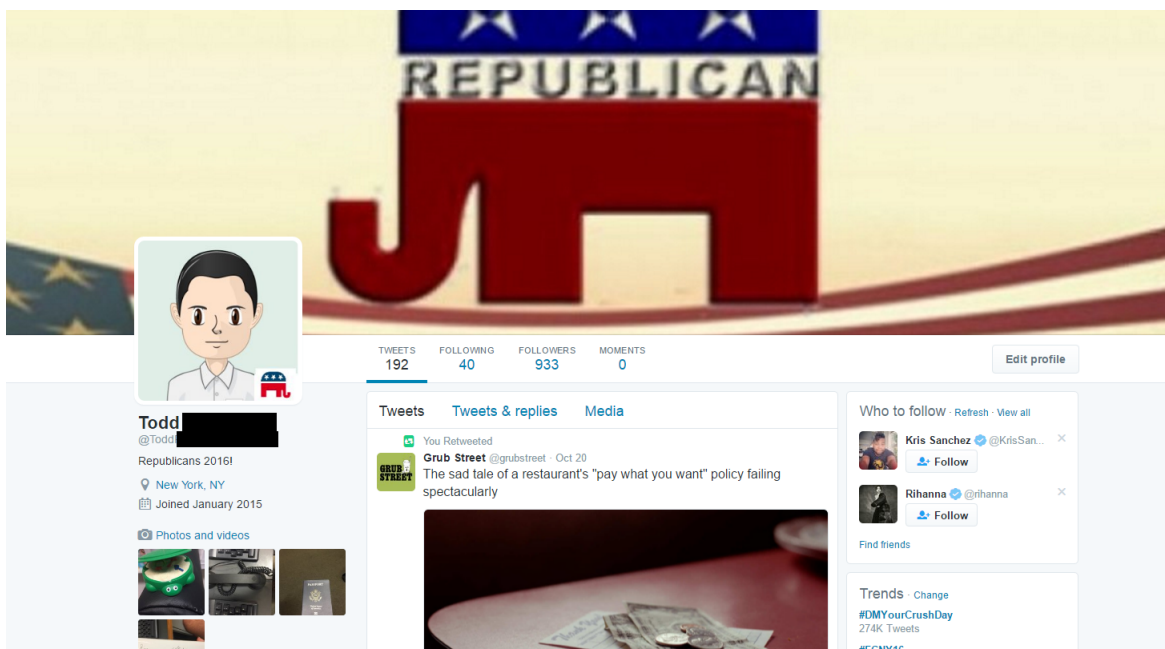 REPUBLICAN
TWEETS
192
FOLLOWING
40
FOLLOWERS
933
MOMENTS
0
Edit profile
Todd
@Todd
Republicans 2016!
New York, NY
Joined January 2015
Photos and videos
Tweets Tweets & replies Media
You Retweeted
GRUB STREET
Grub Street @grubstreet · Oct 20
The sad tale of a restaurant's "pay what you want" policy failing
spectacularly
Who to follow · Refresh · View all
Kris Sanchez @KrisSan...
Follow
Rihanna @rihanna
Follow
Find friends
Trends · Change
#DMYourCrushDay
274K Tweets